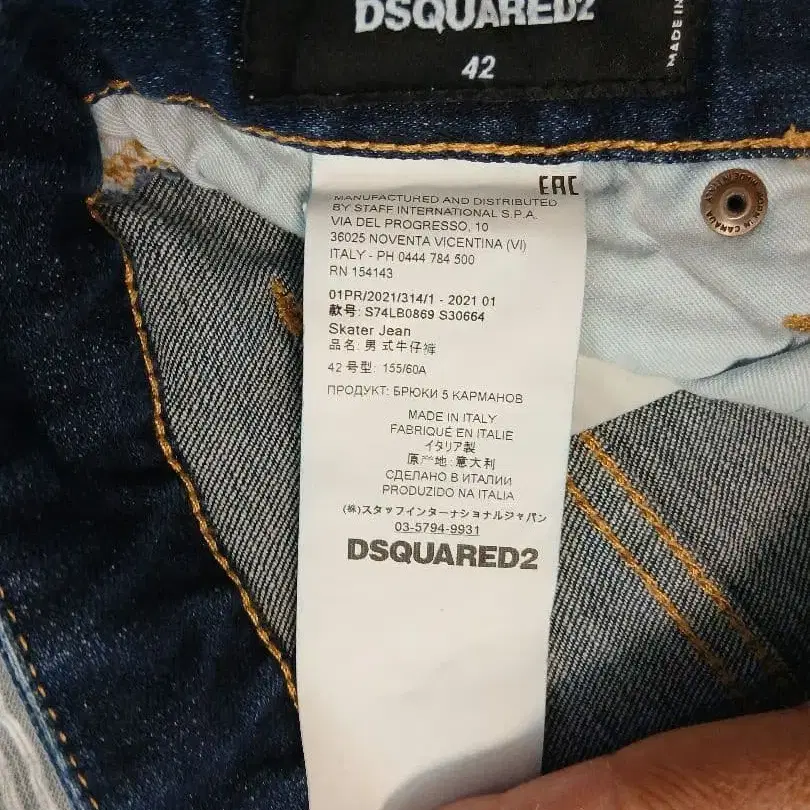 DSQUARED2
42
MADE IN
EAC
MANUFACTURED AND DISTRIBUTED
BY STAFF INTERNATIONAL S.P.A.
VIA DEL PROGRESSO, 10
36025 NOVENTA VICENTINA (VI)
ITALY - PH 0444 784 500
RN 154143
01PR/2021/314/1 - 2021 01
款号: S74LB0869 S30664
Skater Jean
品名: 男 式牛仔裤
42 号型: 155/60A
ПРОДУКТ: БРЮКИ 5 КАРМАНОВ
MADE IN ITALY
FABRIQUÉ EN ITALIE
イタリア製
原产地: 意大利
СДЕЛАНО В ИТАЛИИ
PRODUZIDO NA ITALIA
(株)スタッフインターナショナルジャパン
03-5794-9931
DSQUARED2